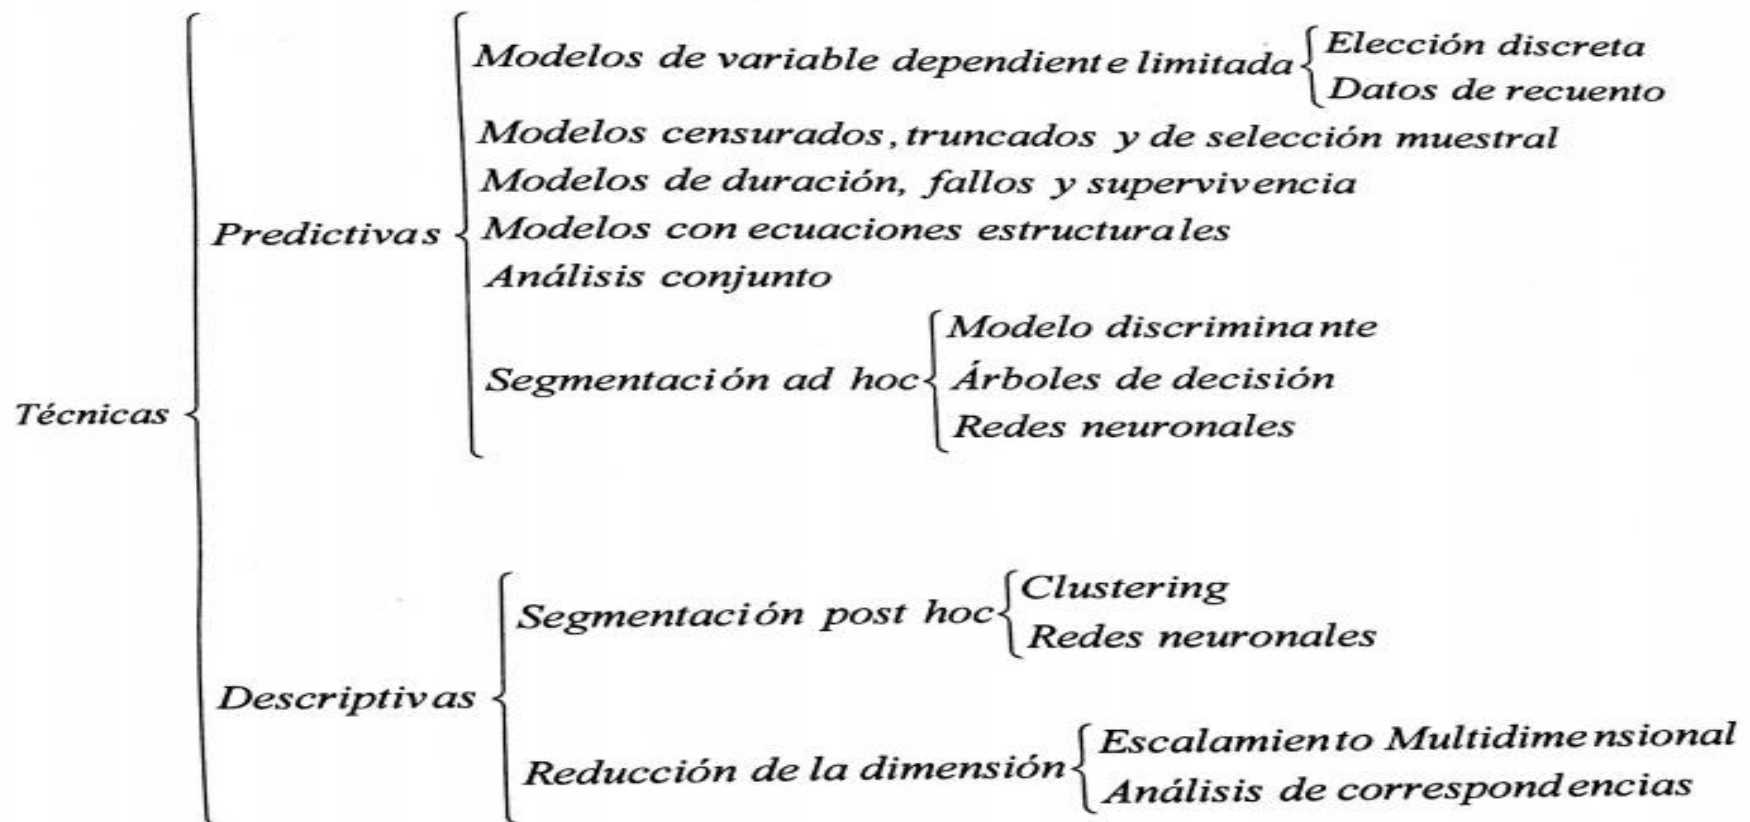 Modelos de variable dependiente limitada
Elección discreta
Datos de recuento
Modelos censurados, truncados y de selección muestral
Modelos de duración, fallos y supervivencia
Predictivas
Modelos con ecuaciones estructurales
Análisis conjunto
Segmentación ad hoc
Modelo discriminante
Árboles de decisión
Redes neuronales
Técnicas
Segmentación post hoc
Clustering
Redes neuronales
Descriptivas
Reducción de la dimensión
Escalamiento Multidimensional
Análisis de correspondencias